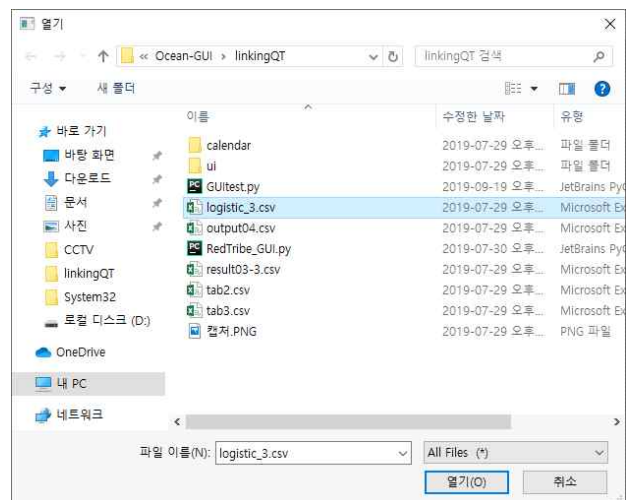 열기
« Ocean-GUI › linkingQT
linkingQT 검색
구성
새 폴더
이름
수정한 날짜
유형
바로 가기
바탕 화면
다운로드
문서
사진
CCTV
linkingQT
System32
로컬 디스크 (D:)
OneDrive
내 PC
네트워크
calendar 2019-07-29 오후... 파일 폴더
ui 2019-07-29 오후... 파일 폴더
GUItest.py 2019-09-19 오후... JetBrains PyC
logistic_3.csv 2019-07-29 오후... Microsoft Ex
output04.csv 2019-07-29 오후... Microsoft Ex
RedTribe_GUI.py 2019-07-30 오후... JetBrains PyC
result03-3.csv 2019-07-29 오후... Microsoft Ex
tab2.csv 2019-07-29 오후... Microsoft Ex
tab3.csv 2019-07-29 오후... Microsoft Ex
캡처.PNG 2019-07-29 오후... PNG 파일
파일 이름(N): logistic_3.csv
All Files (*)
열기(O)
취소